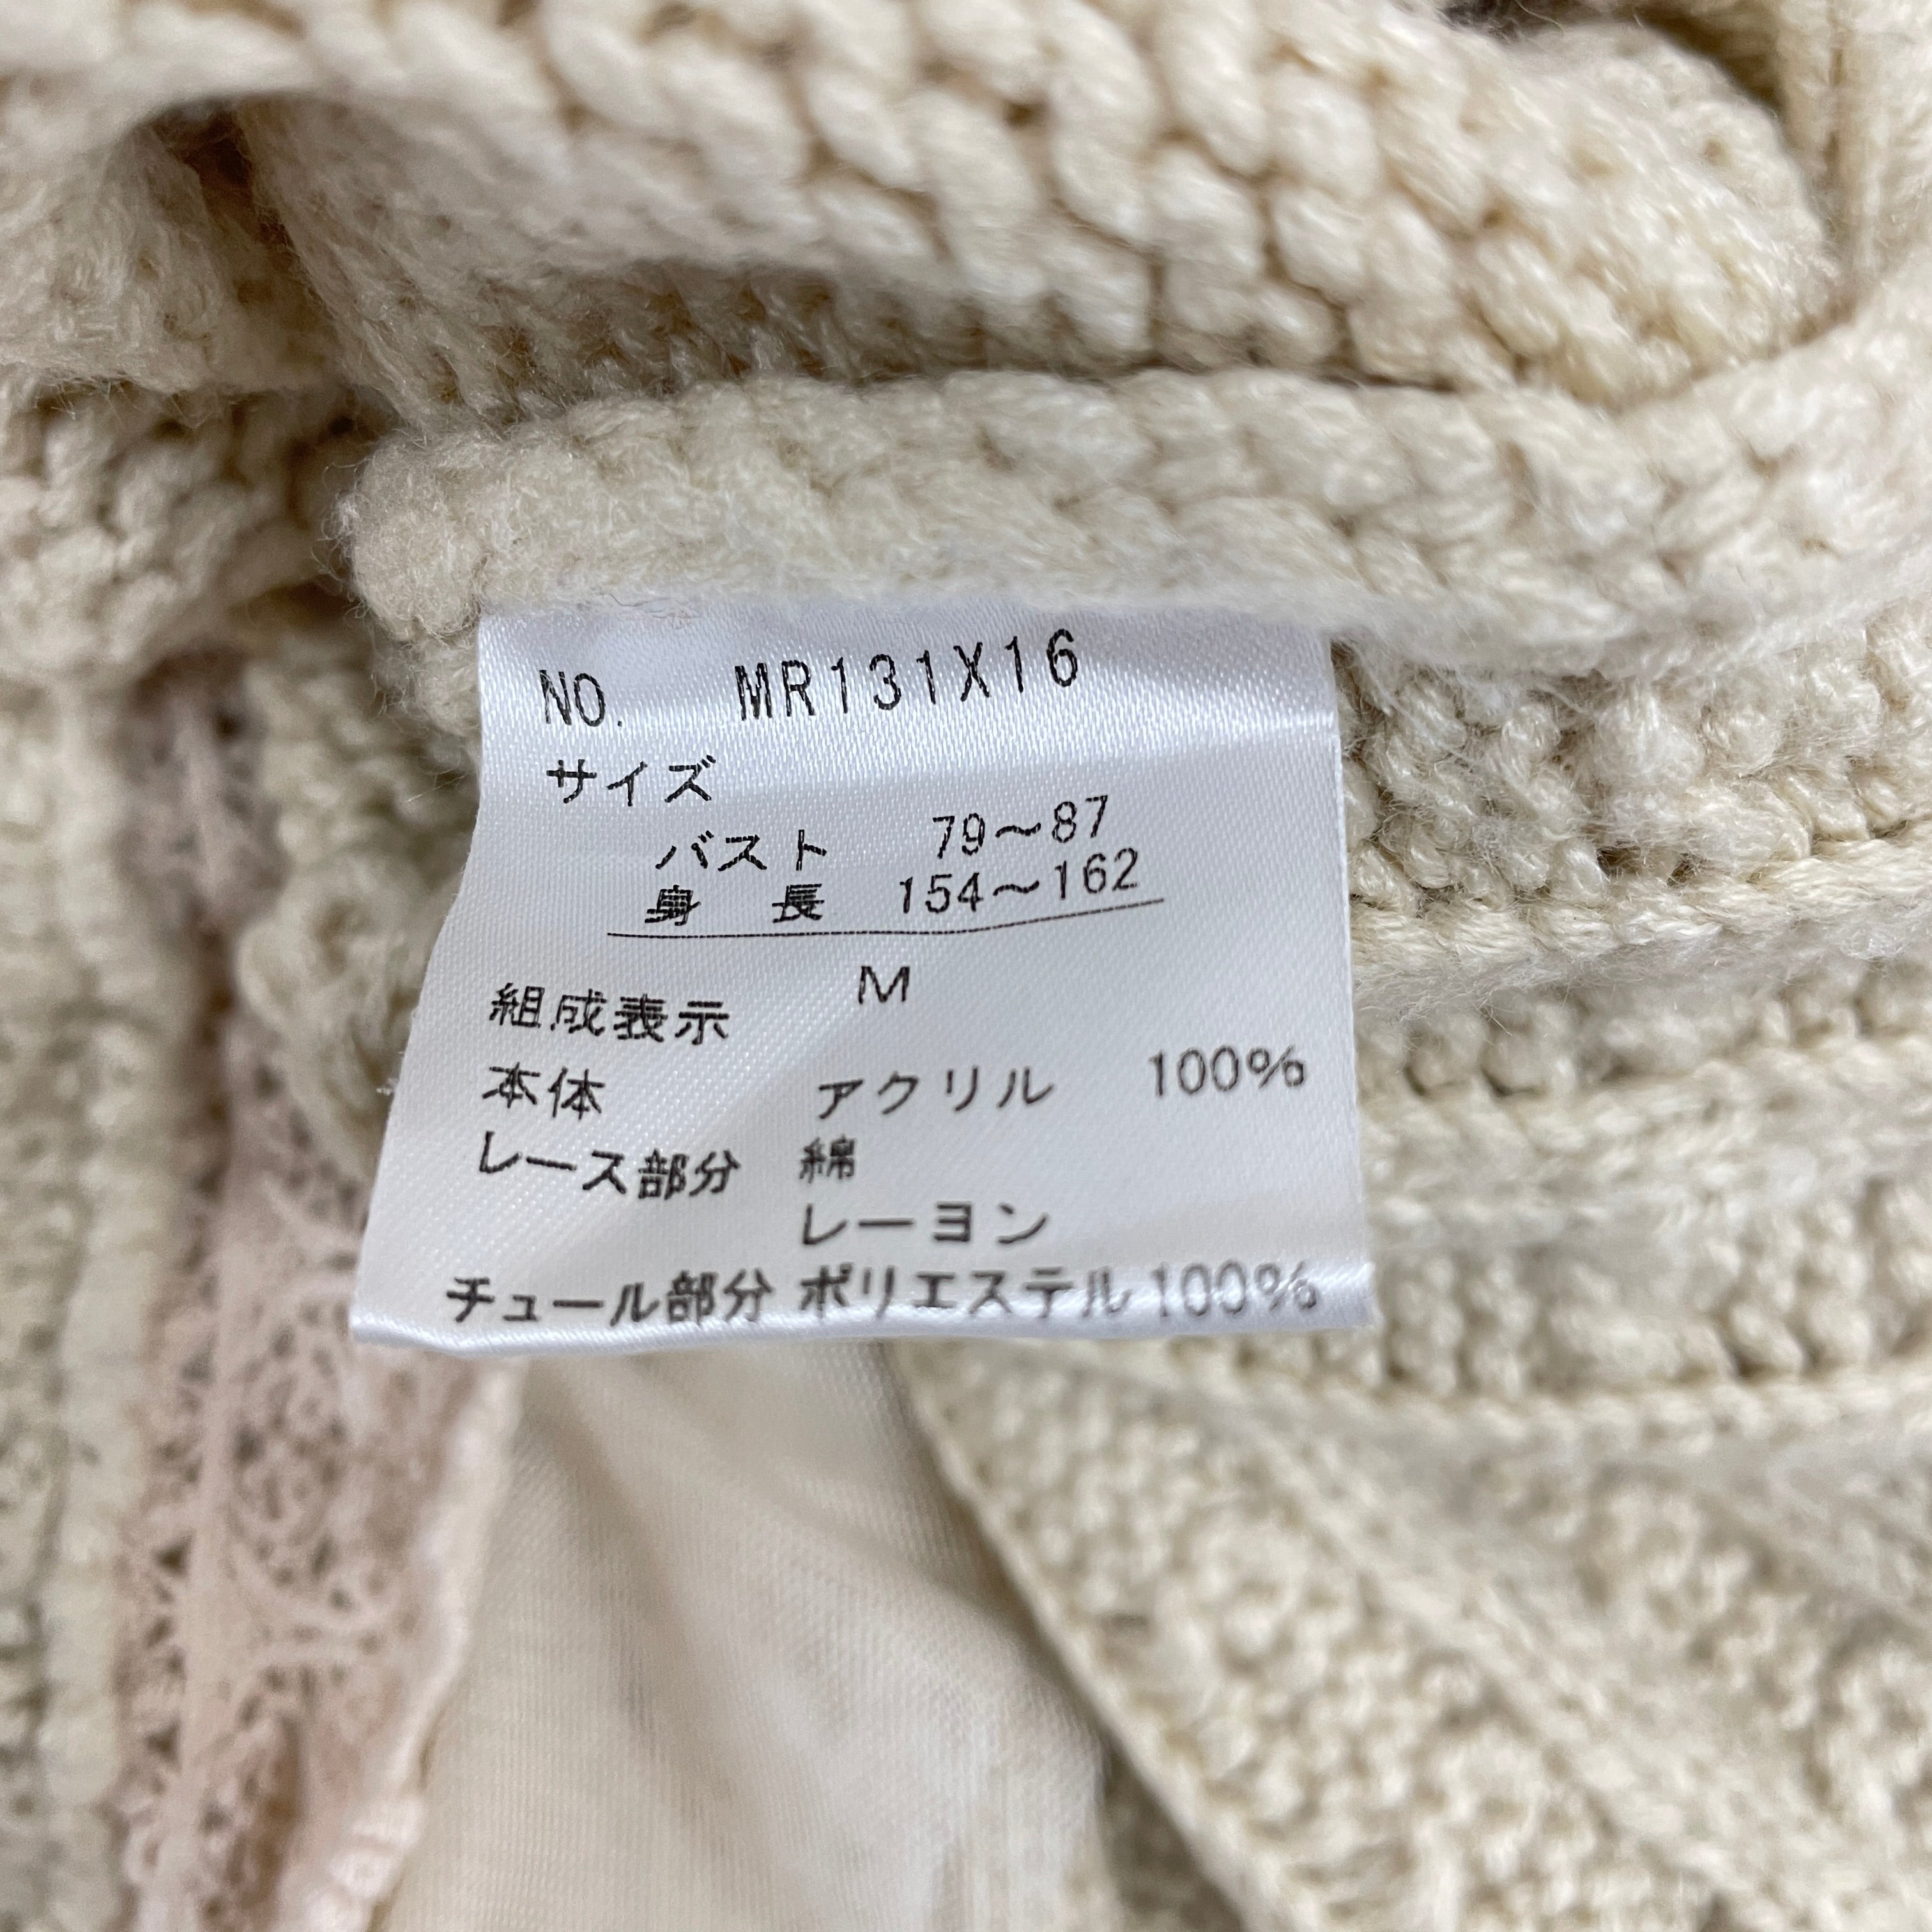 NO. MR131X16
サイズ
バスト 79～87
身長 154～162
M
組成表示
本体 アクリル 100%
レース部分 綿
レーヨン
チュール部分 ポリエステル 100%